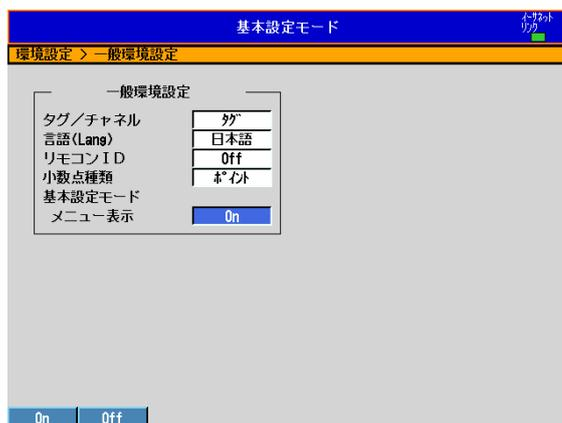 基本設定モード
ｲｰｻﾈｯﾄ
ﾘﾝｸ
環境設定 > 一般環境設定
一般環境設定
タグ／チャネル ﾀｸﾞ
言語(Lang) 日本語
リモコンＩＤ Off
小数点種類 ﾎﾟｲﾝﾄ
基本設定モード
メニュー表示 On
On Off